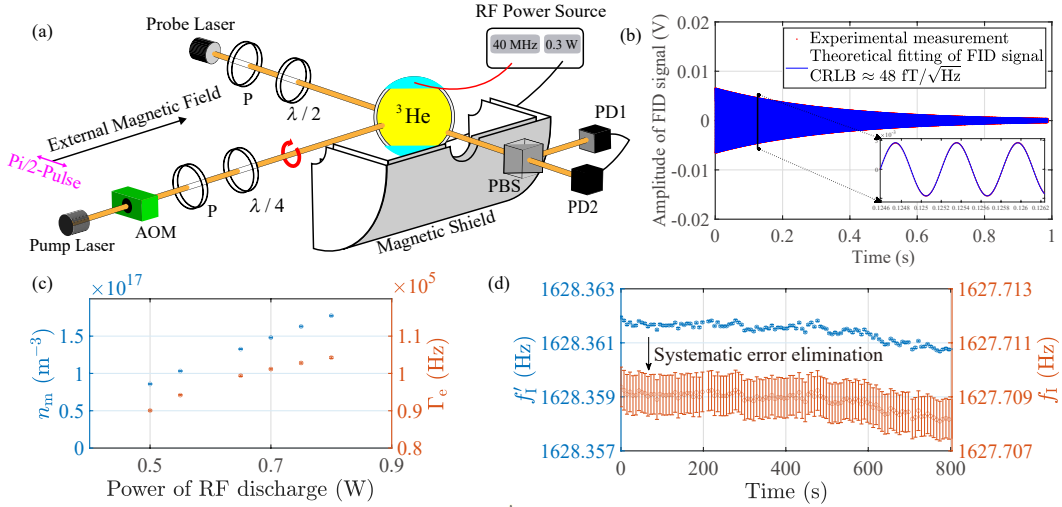 (a)
Probe Laser
P
λ/2
External Magnetic Field
Pi/2-Pulse
AOM
Pump Laser
P
λ/4
³He
RF Power Source
40 MHz
0.3 W
PD1
PBS
PD2
Magnetic Shield
(b)
Amplitude of FID signal (V)
0.02
0.01
0
-0.01
-0.02
Experimental measurement
Theoretical fitting of FID signal
CRLB ≈ 48 fT/√Hz
0.1246
0.1248
0.125
0.1252
0.1254
0.1256
0.1258
0.126
0.1262
0
0.2
0.4
0.6
0.8
1
Time (s)
(c)
×10¹⁷
×10⁵
n_m (m⁻³)
1.5
1
0.5
0
Γ_e (Hz)
1.1
1
0.9
0.8
0.5
0.7
0.9
Power of RF discharge (W)
(d)
f′_I (Hz)
1628.363
1628.361
1628.359
1628.357
Systematic error elimination
1627.713
1627.711
1627.709
1627.707
f_I (Hz)
0
200
400
600
800
Time (s)